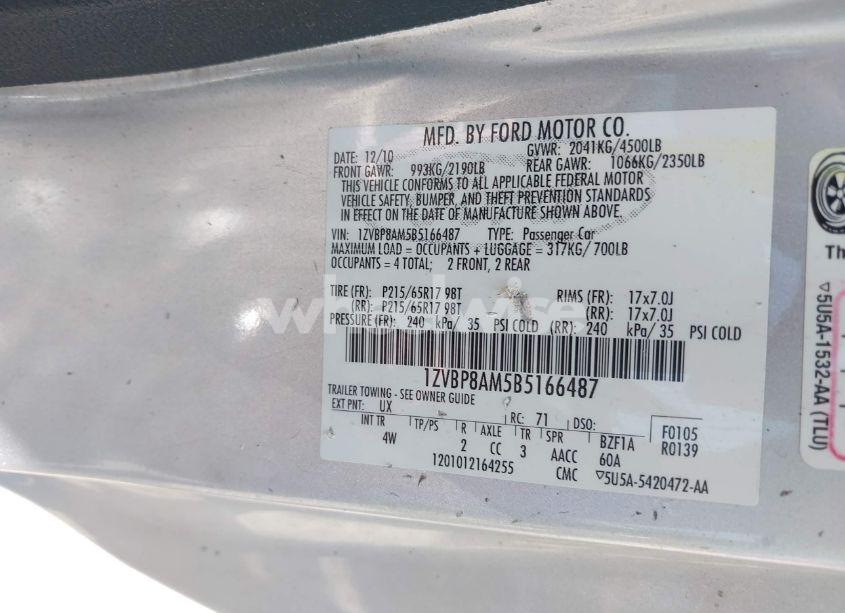 MFD. BY FORD MOTOR CO.
DATE: 12/10 GVWR: 2041KG/4500LB
FRONT GAWR: 993KG/2190LB REAR GAWR: 1066KG/2350LB
THIS VEHICLE CONFORMS TO ALL APPLICABLE FEDERAL MOTOR
VEHICLE SAFETY, BUMPER, AND THEFT PREVENTION STANDARDS
IN EFFECT ON THE DATE OF MANUFACTURE SHOWN ABOVE.
VIN: 1ZVBP8AM5B5166487 TYPE: Passenger Car
MAXIMUM LOAD = OCCUPANTS + LUGGAGE = 317KG/ 700LB
OCCUPANTS = 4 TOTAL; 2 FRONT, 2 REAR
TIRE (FR): P215/65R17 98T RIMS (FR): 17x7.0J
(RR): P215/65R17 98T (RR): 17x7.0J
PRESSURE (FR): 240 kPa/ 35 PSI COLD (RR): 240 kPa/ 35 PSI COLD
1ZVBP8AM5B5166487
TRAILER TOWING - SEE OWNER GUIDE
EXT PNT: UX RC: 71 DSO:
INT TR TP/PS R AXLE TR SPR BZF1A F0105
4W 2 CC 3 AACC 60A R0139
1201012164255 CMC ▽5U5A-5420472-AA
Th
▽5U5A-1532-AA (TLU)